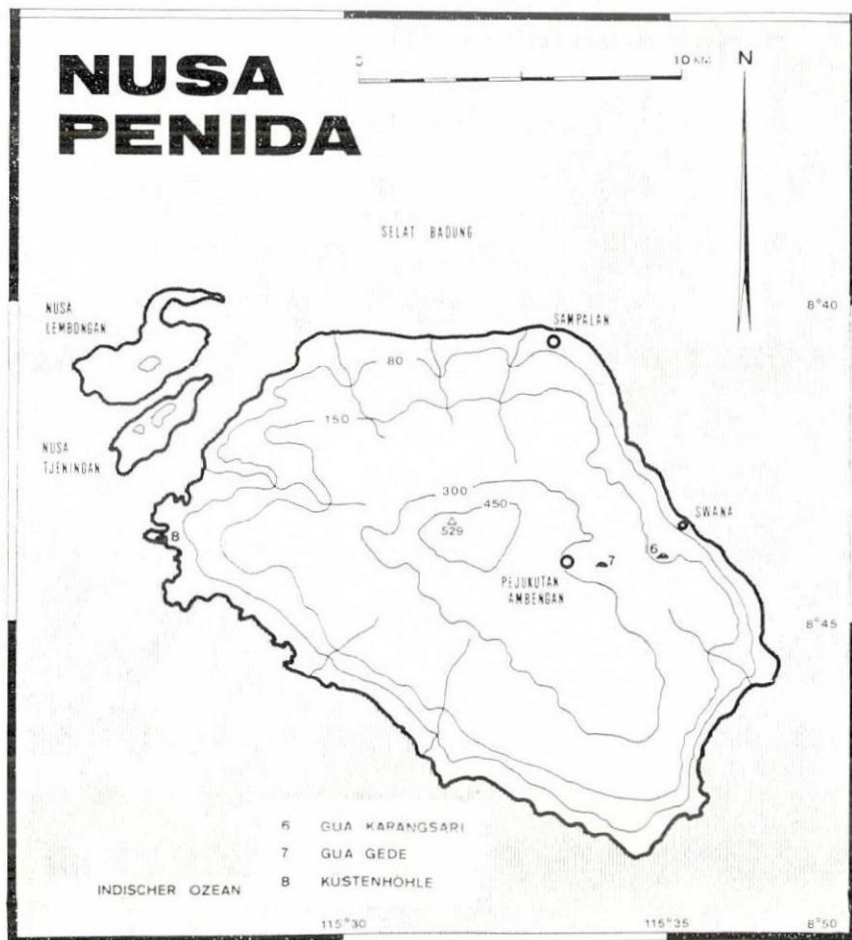 NUSA
PENIDA
0
10 KM
N
SELAT BADUNG
NUSA
LEMBONGAN
8°40
SAMPALAN
80
150
NUSA
TJENINGAN
300
450
529
SWANA
8
7
6
PEJUKUTAN
AMBENGAN
8°45
6 GUA KARANGSARI
7 GUA GEDE
8 KÜSTENHÖHLE
INDISCHER OZEAN
115°30
115°35
8°50